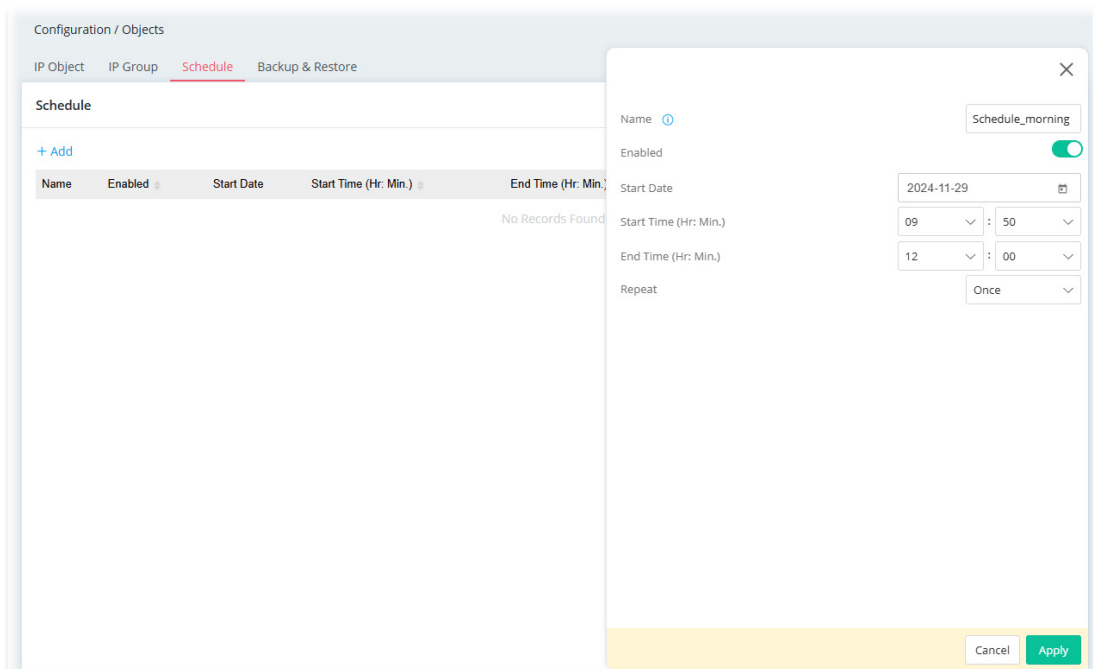 Configuration / Objects
IP Object IP Group Schedule Backup & Restore
Schedule
+ Add
Name Enabled Start Date Start Time (Hr: Min.) End Time (Hr: Min.)
No Records Found
Name
Schedule_morning
Enabled
Start Date
2024-11-29
Start Time (Hr: Min.)
09 : 50
End Time (Hr: Min.)
12 : 00
Repeat
Once
Cancel Apply